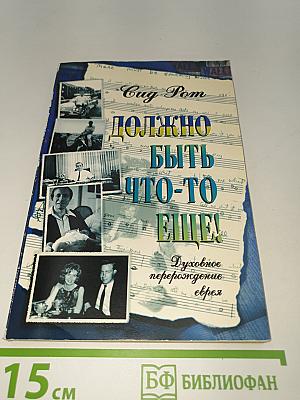 Сид Рот
ДОЛЖНО
БЫТЬ
ЧТО-ТО
ЕЩЕ!
Духовное
перерождение
еврея
15 см
БФ БИБЛИОФАН